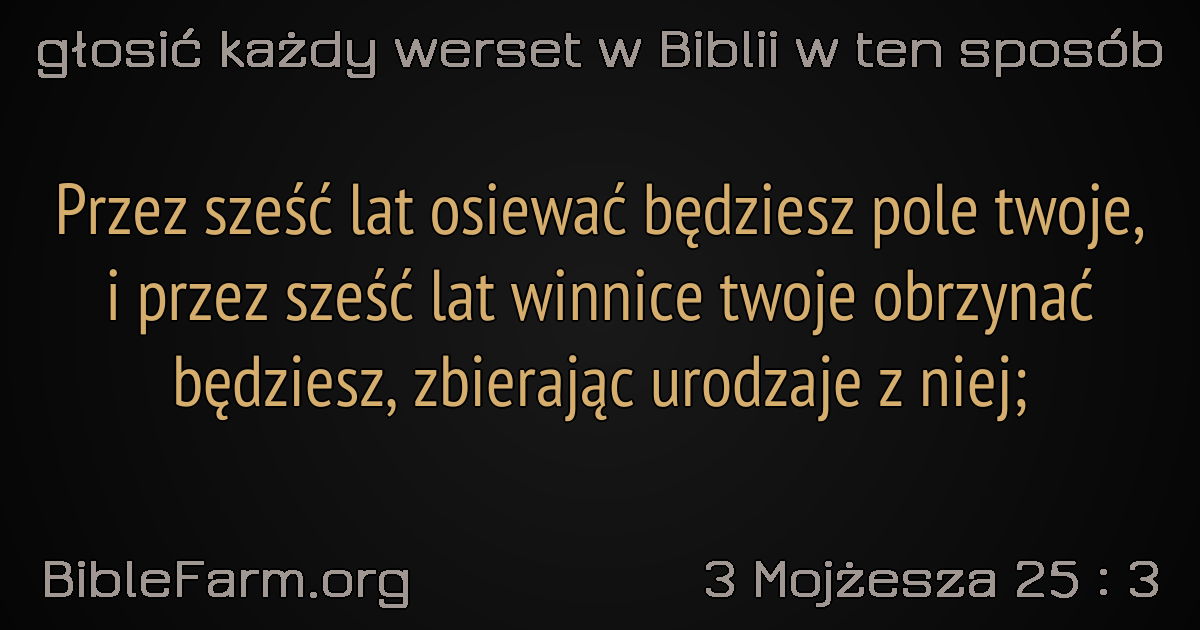 głosić każdy werset w Biblii w ten sposób
Przez sześć lat osiewać będziesz pole twoje,
i przez sześć lat winnice twoje obrzynać
będziesz, zbierając urodzaje z niej;
BibleFarm.org
3 Mojżesza 25 : 3